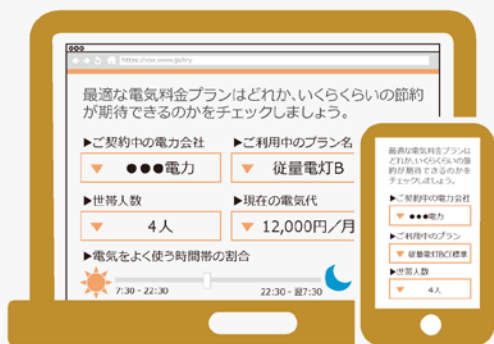 最適な電気料金プランはどれか、いくらくらいの節約
が期待できるのかをチェックしましょう。
▶ご契約中の電力会社
▶ご利用中のプラン名
▼ ●●●電力
▼ 従量電灯B
▶世帯人数
▶現在の電気代
▼ 4人
▼ 12,000円／月
▶電気をよく使う時間帯の割合
7:30 - 22:30
22:30 - 翌7:30
最適な電気料金プランは
どれか、いくらくらいの節
約が期待できるのかを
チェックしましょう。
▶ご契約中の電力会社
▼ ●●●電力
▶ご利用中のプラン
▼ 従量電灯BC(標準
▶世帯人数
▼ 4人